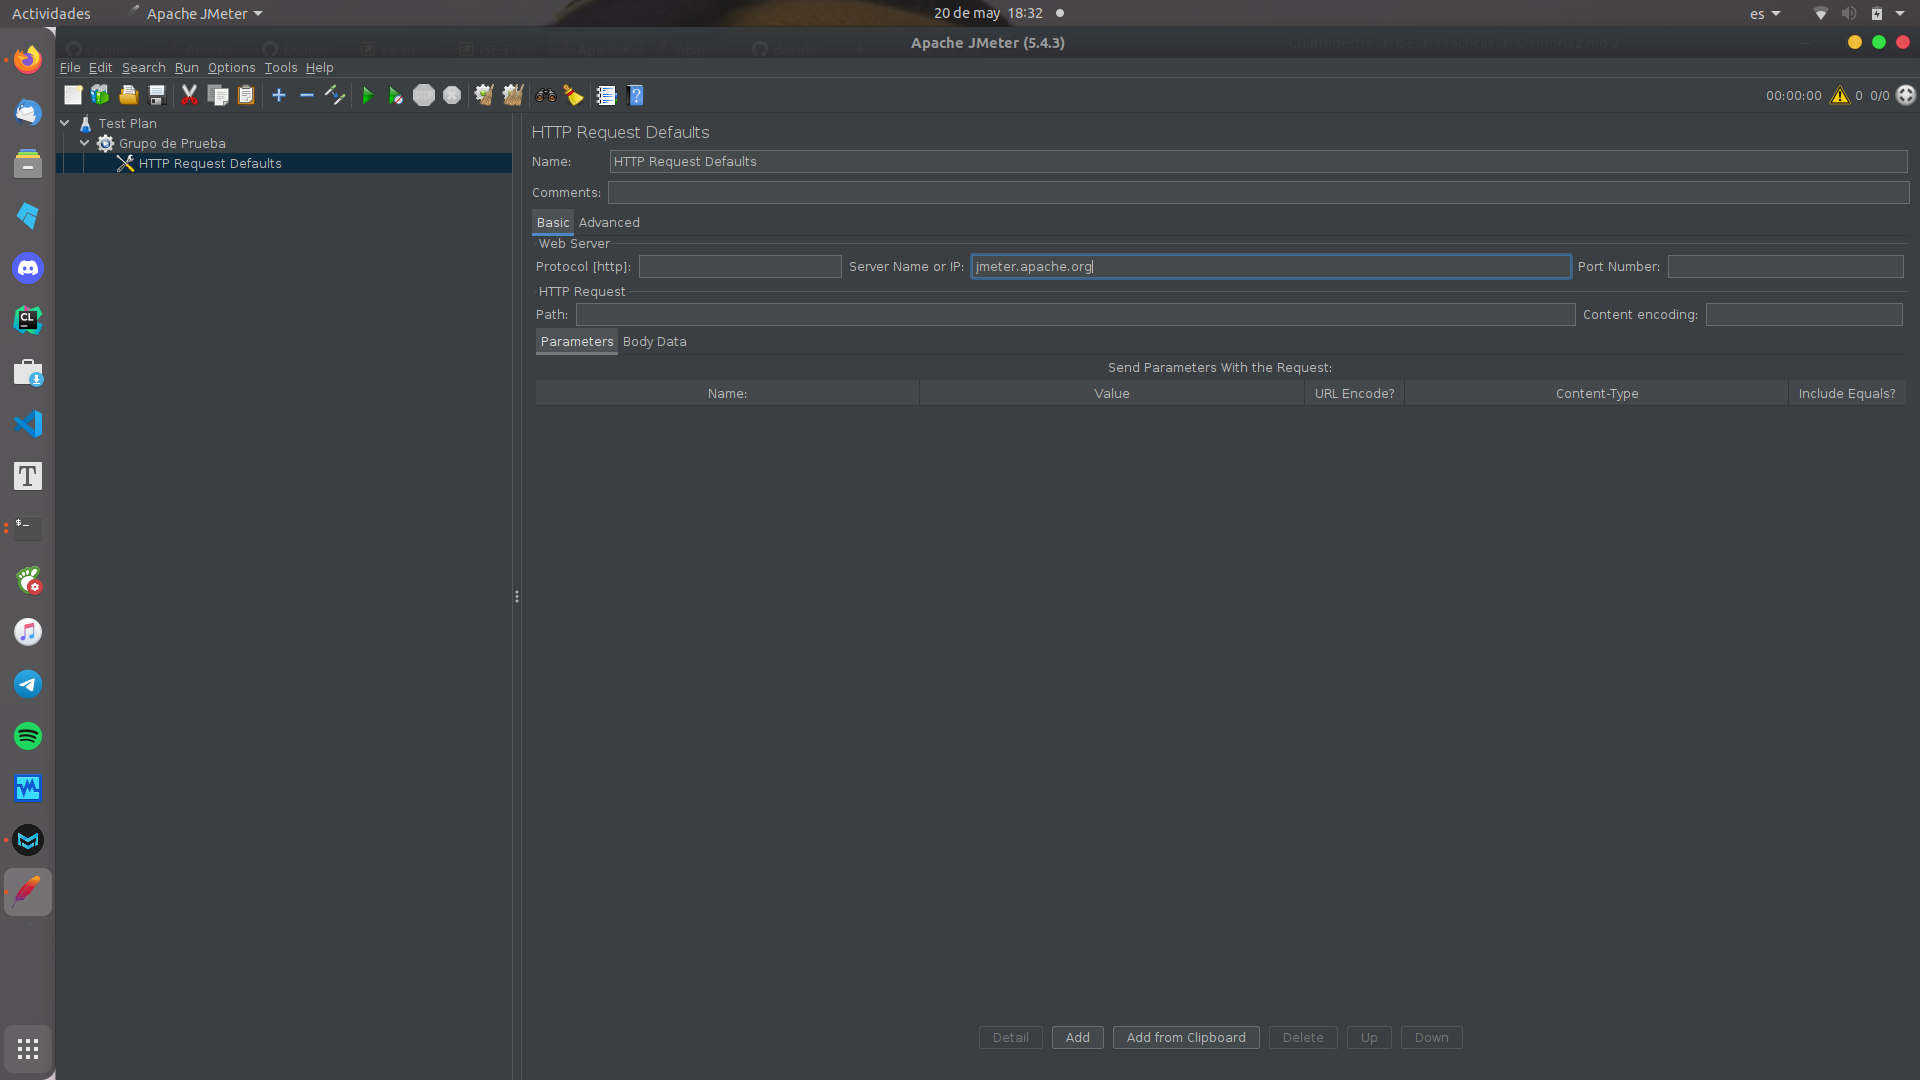 Actividades Apache JMeter 20 de may 18:32 es
Apache JMeter (5.4.3)
File Edit Search Run Options Tools Help
00:00:00 0 0/0
Test Plan
Grupo de Prueba
HTTP Request Defaults
HTTP Request Defaults
Name: HTTP Request Defaults
Comments:
Basic Advanced
Web Server
Protocol [http]: Server Name or IP: jmeter.apache.org Port Number:
HTTP Request
Path: Content encoding:
Parameters Body Data
Send Parameters With the Request:
Name: Value URL Encode? Content-Type Include Equals?
CL
T
$_
Detail Add Add from Clipboard Delete Up Down